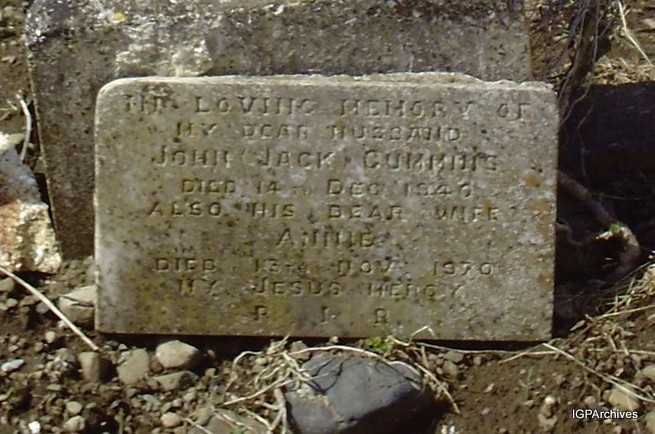 IN LOVING MEMORY OF
MY DEAR HUSBAND
JOHN (JACK) CUMMINS
DIED 14TH DEC 1946
ALSO HIS DEAR WIFE
ANNIE
DIED 13TH NOV. 1970
MY JESUS MERCY
R I P
IGPArchives